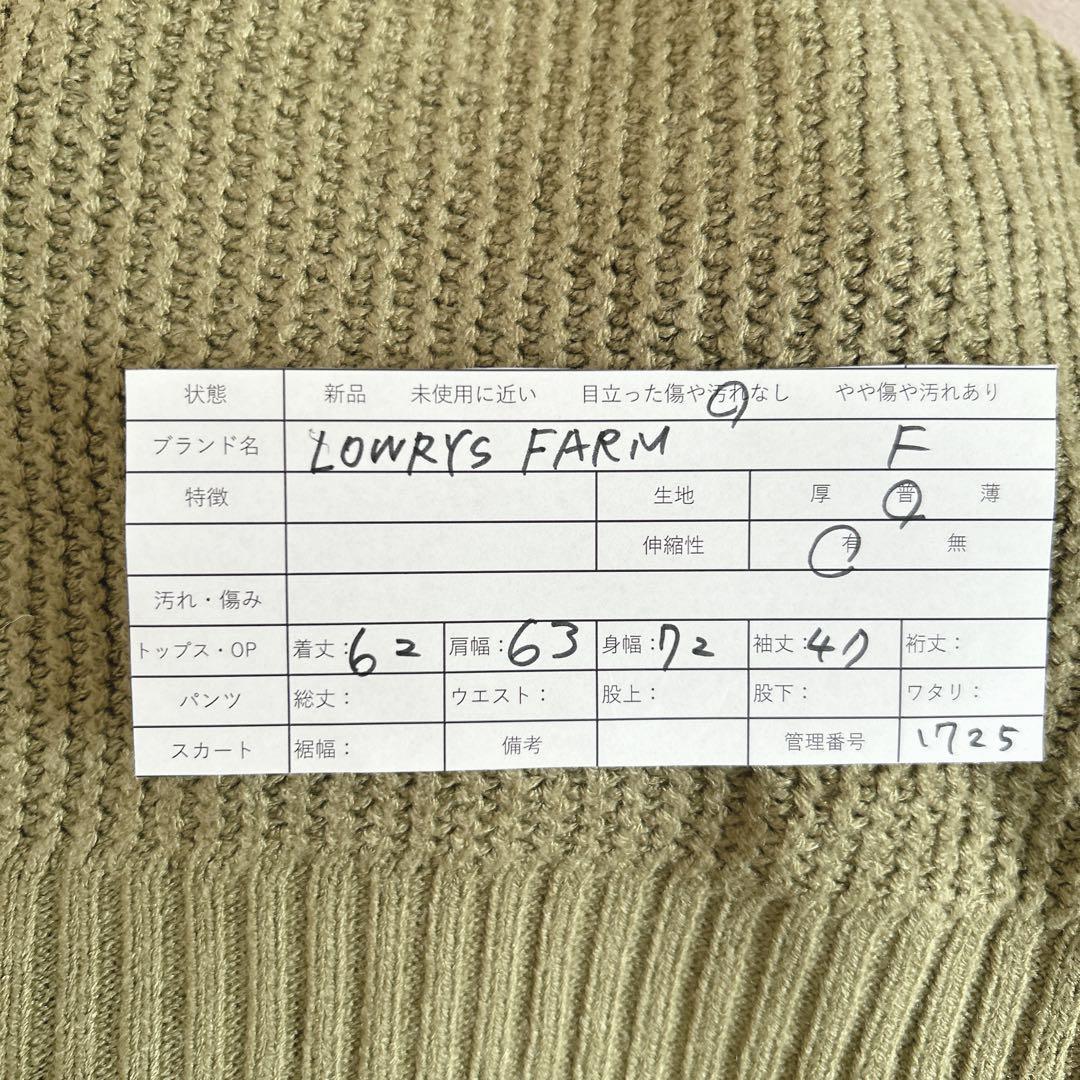 状態 新品 未使用に近い 目立った傷や汚れなし やや傷や汚れあり
ブランド名 LOWRYS FARM F
特徴 生地 厚 普 薄
伸縮性 有 無
汚れ・傷み
トップス・OP 着丈:62 肩幅:63 身幅:72 袖丈:47 裄丈:
パンツ 総丈: ウエスト: 股上: 股下: ワタリ:
スカート 裾幅: 備考 管理番号 1725